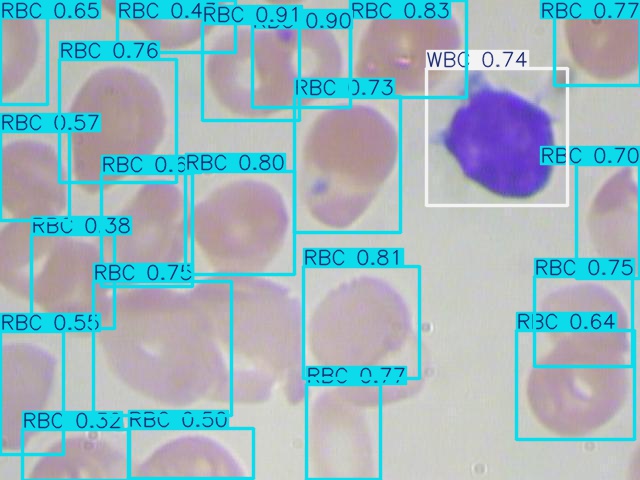 RBC 0.65
RBC 0.91
0.90
RBC 0.83
RBC 0.77
RBC 0.76
WBC 0.74
RBC 0.73
RBC 0.57
RBC 0.80
RBC 0.70
RBC 0.38
RBC 0.81
RBC 0.75
RBC 0.75
RBC 0.55
RBC 0.64
RBC 0.77
RBC 0.32
RBC 0.50